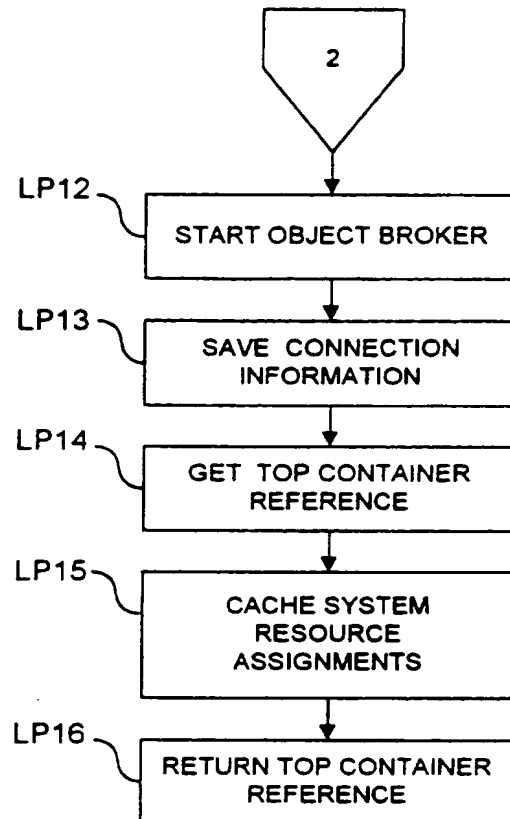 2
LP12
START OBJECT BROKER
LP13
SAVE CONNECTION
INFORMATION
LP14
GET TOP CONTAINER
REFERENCE
LP15
CACHE SYSTEM
RESOURCE
ASSIGNMENTS
LP16
RETURN TOP CONTAINER
REFERENCE